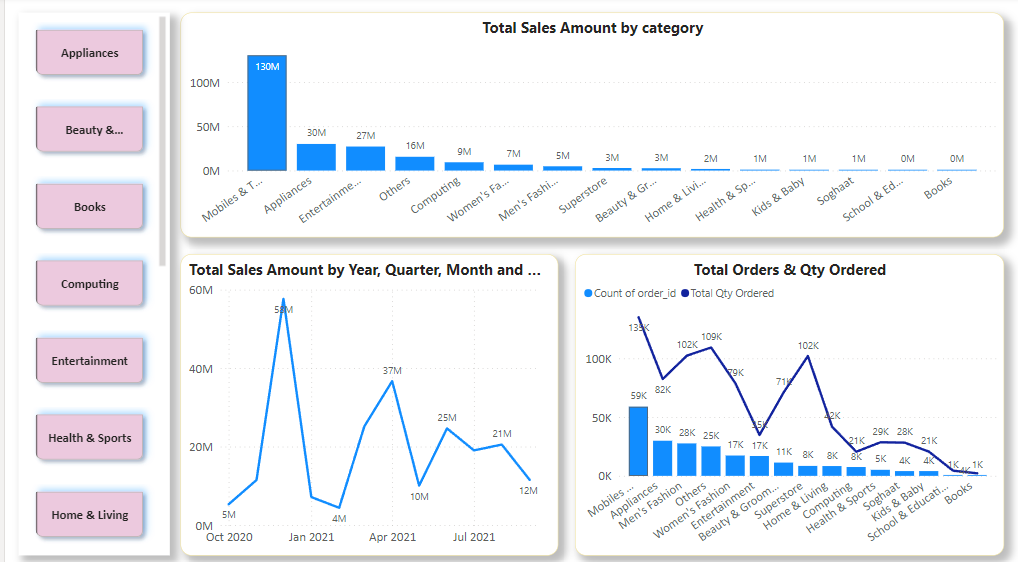 Appliances
Beauty &...
Books
Computing
Entertainment
Health & Sports
Home & Living
Total Sales Amount by category
100M
50M
0M
130M
30M
27M
16M
9M
7M
5M
3M
3M
2M
1M
1M
1M
0M
0M
Mobiles & T...
Appliances
Entertainme...
Others
Computing
Women's Fa...
Men's Fashi...
Superstore
Beauty & Gr...
Home & Livi...
Health & Sp...
Kids & Baby
Soghaat
School & Ed...
Books
Total Sales Amount by Year, Quarter, Month and ...
60M
40M
20M
0M
5M
4M
37M
10M
25M
21M
12M
Oct 2020
Jan 2021
Apr 2021
Jul 2021
Total Orders & Qty Ordered
Count of order_id
Total Qty Ordered
100K
50K
0K
135K
82K
102K
109K
79K
71K
102K
21K
29K
28K
21K
1K
1K
59K
30K
28K
25K
17K
17K
11K
8K
8K
8K
5K
4K
4K
Mobiles ...
Appliances
Men's Fashion
Others
Women's Fashion
Entertainment
Beauty & Groom...
Superstore
Home & Living
Computing
Health & Sports
Soghaat
Kids & Baby
School & Educati...
Books